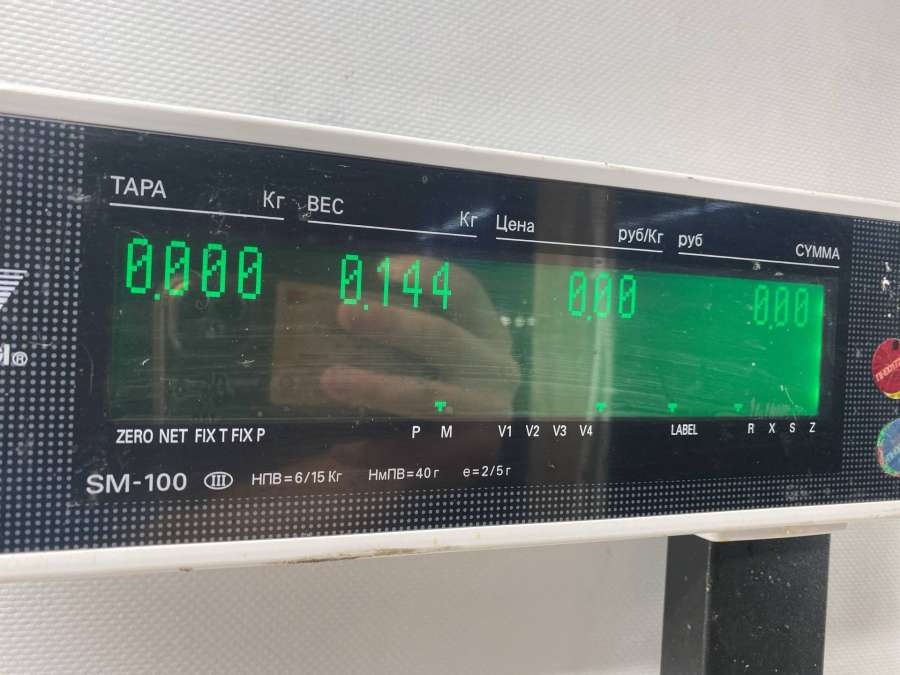 ТАРА Кг ВЕС Кг Цена руб/Кг руб СУММА
0.000 0.144 0.00 0.00
ZERO NET FIX T FIX P P M V1 V2 V3 V4 LABEL R X S Z
SM-100 III НПВ=6/15 Кг НмПВ=40 г e=2/5 г